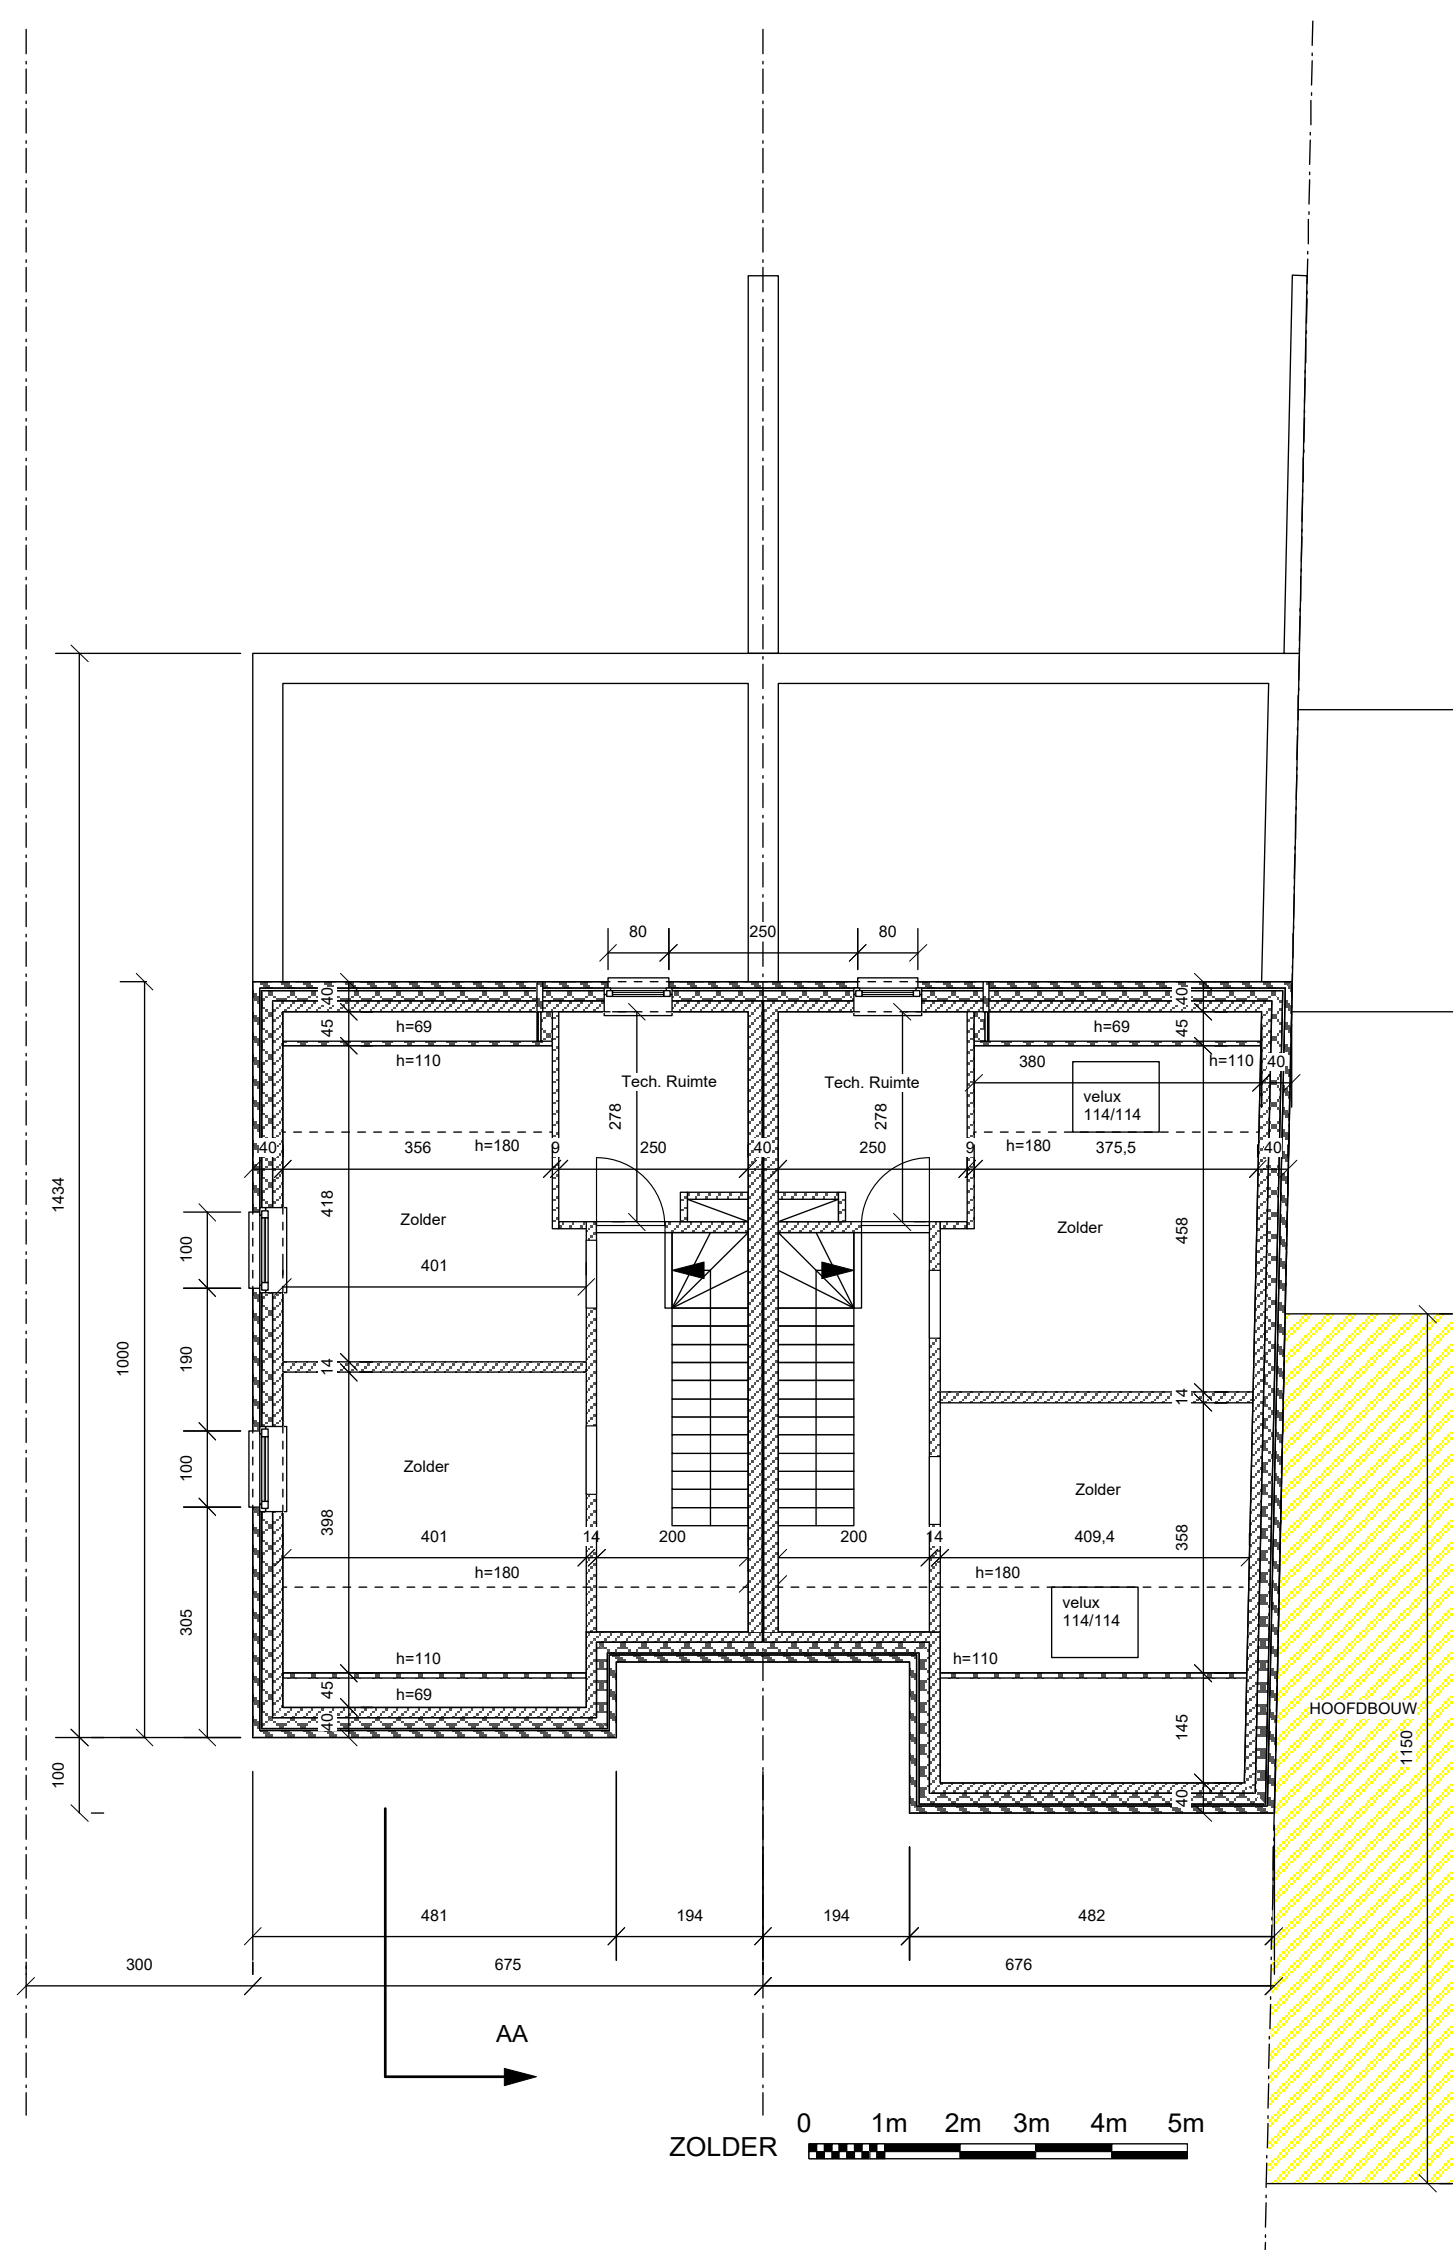 80
250
80
40
40
45
h=69
h=69
45
h=110
380
h=110
40
Tech. Ruimte
Tech. Ruimte
velux
114/114
278
278
40
356
h=180
9
250
40
250
9
h=180
375,5
40
1434
418
Zolder
Zolder
458
100
401
1000
190
14
14
100
Zolder
Zolder
398
401
14
200
200
14
409,4
358
h=180
h=180
305
velux
114/114
h=110
h=110
45
h=69
40
145
HOOFDBOUW
1150
100
40
481
194
194
482
300
675
676
AA
0 1m 2m 3m 4m 5m
ZOLDER